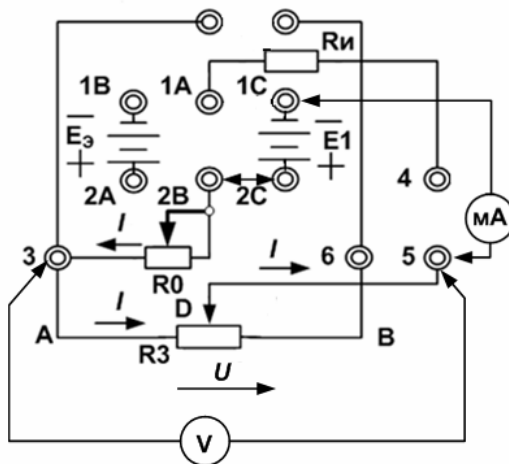 Rи
1B 1A 1C
– –
Eэ E1
+ +
2A 2B 2C 4
I мА
3 I 6 5
R0
I D
A B
R3
U
V